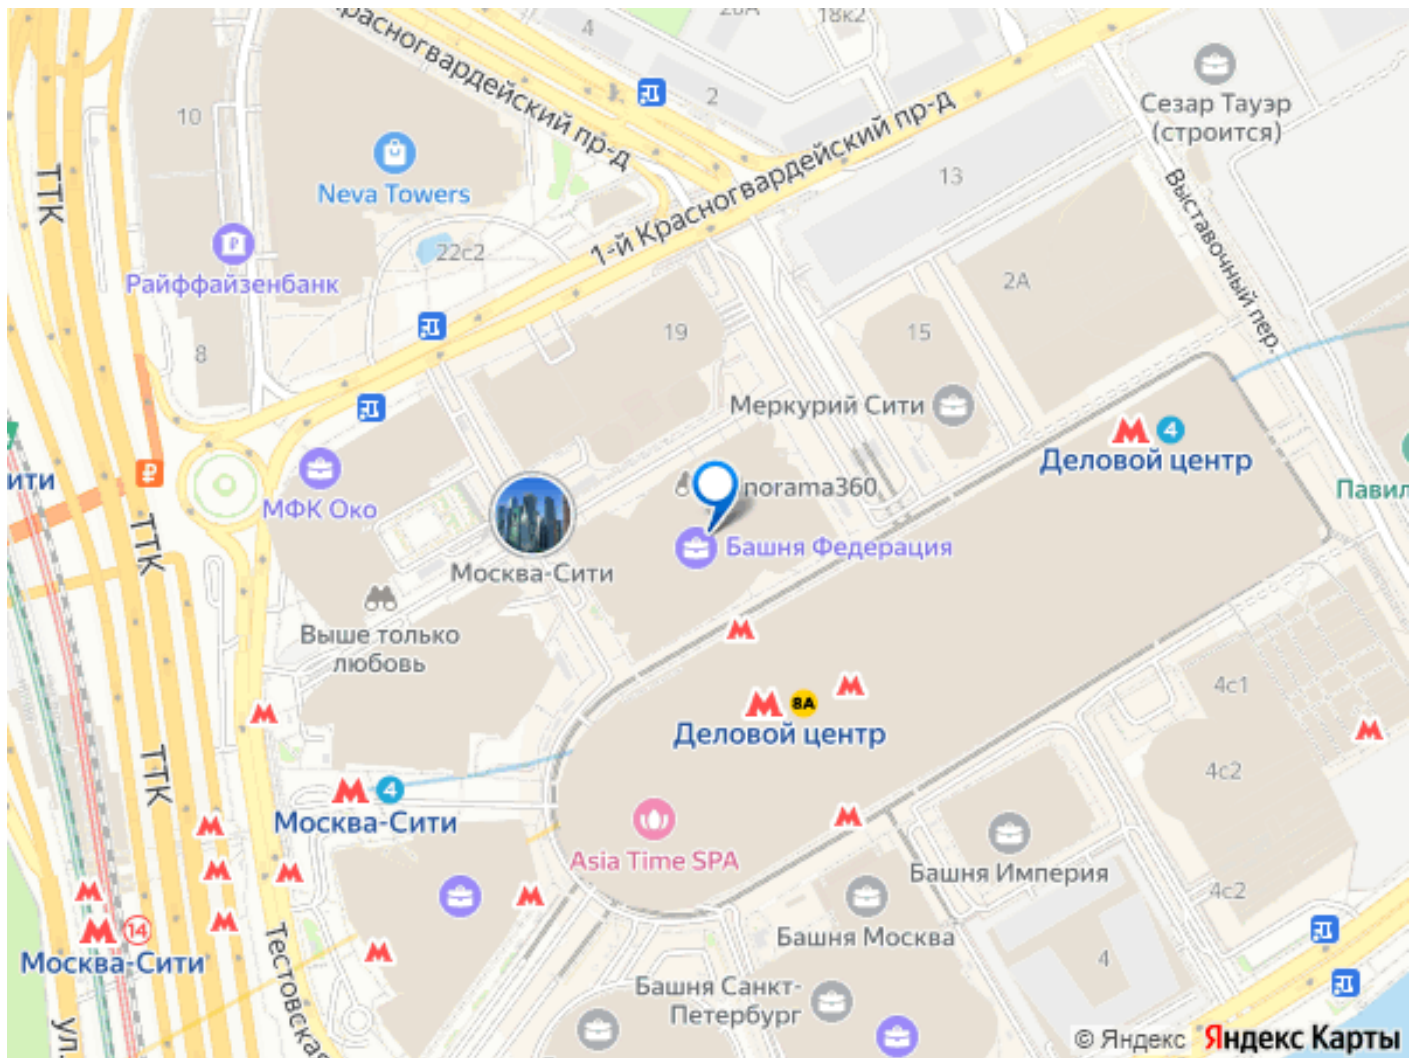 28А
18к2
4
Красногвардейский пр-д
2
Сезар Тауэр
(строится)
10
1-й Красногвардейский пр-д
13
ТТК
Neva Towers
Выставочный пер.
22с2
Райффайзенбанк
2А
19
15
8
Меркурий Сити
4
Деловой центр
ити
МФК Око
norama360
Павил
ТТК
Башня Федерация
Москва-Сити
Выше только
любовь
4с1
8А
Деловой центр
ТТК
4с2
4
Москва-Сити
Asia Time SPA
Башня Империя
4с2
14
Москва-Сити
Башня Москва
Тестовская
4
Башня Санкт-
Петербург
ул.
© Яндекс Яндекс Карты